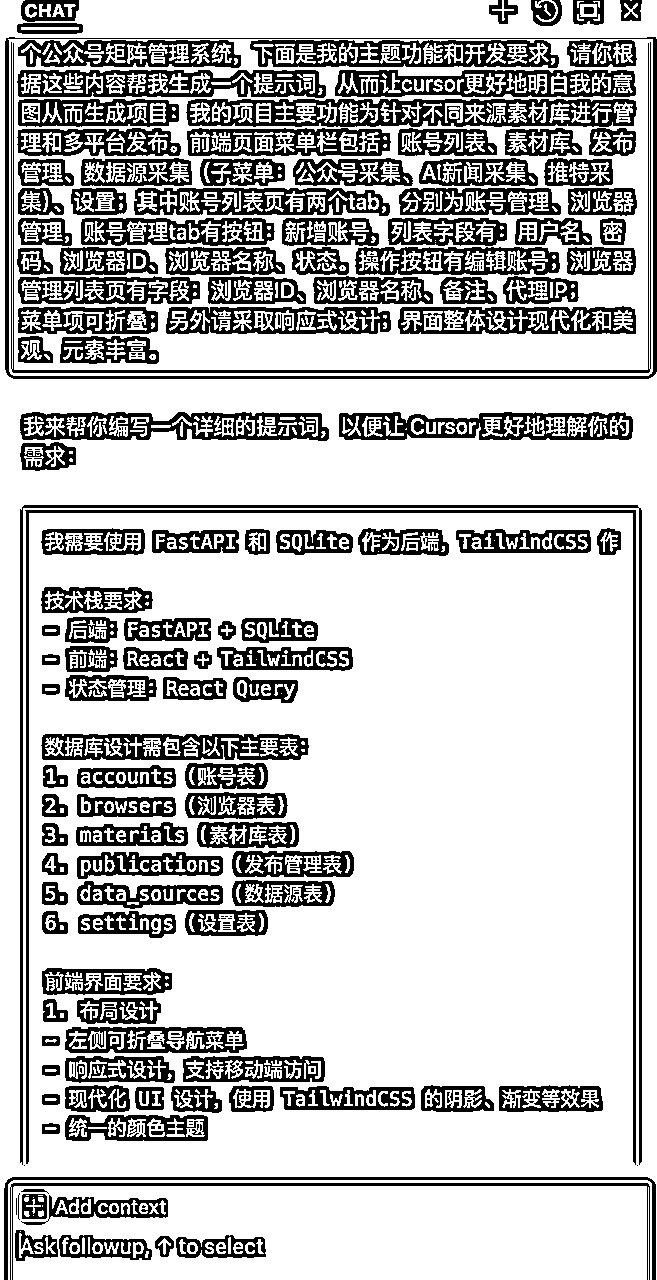 CHAT
个公众号矩阵管理系统，下面是我的主题功能和开发要求，请你根
据这些内容帮我生成一个提示词，从而让cursor更好地明白我的意
图从而生成项目：我的项目主要功能为针对不同来源素材库进行管
理和多平台发布。前端页面菜单栏包括：账号列表、素材库、发布
管理、数据源采集（子菜单：公众号采集、AI新闻采集、推特采
集）、设置；其中账号列表页有两个tab，分别为账号管理、浏览器
管理，账号管理tab有按钮：新增账号，列表字段有：用户名、密
码、浏览器ID、浏览器名称、状态。操作按钮有编辑账号；浏览器
管理列表页有字段：浏览器ID、浏览器名称、备注、代理IP；
菜单项可折叠；另外请采取响应式设计；界面整体设计现代化和美
观、元素丰富。
我来帮你编写一个详细的提示词，以便让 Cursor 更好地理解你的
需求：
我需要使用 FastAPI 和 SQLite 作为后端，TailwindCSS 作
技术栈要求：
- 后端：FastAPI + SQLite
- 前端：React + TailwindCSS
- 状态管理：React Query
数据库设计需包含以下主要表：
1. accounts（账号表）
2. browsers（浏览器表）
3. materials（素材库表）
4. publications（发布管理表）
5. data_sources（数据源表）
6. settings（设置表）
前端界面要求：
1. 布局设计
- 左侧可折叠导航菜单
- 响应式设计，支持移动端访问
- 现代化 UI 设计，使用 TailwindCSS 的阴影、渐变等效果
- 统一的颜色主题
Add context
Ask followup, ↑ to select